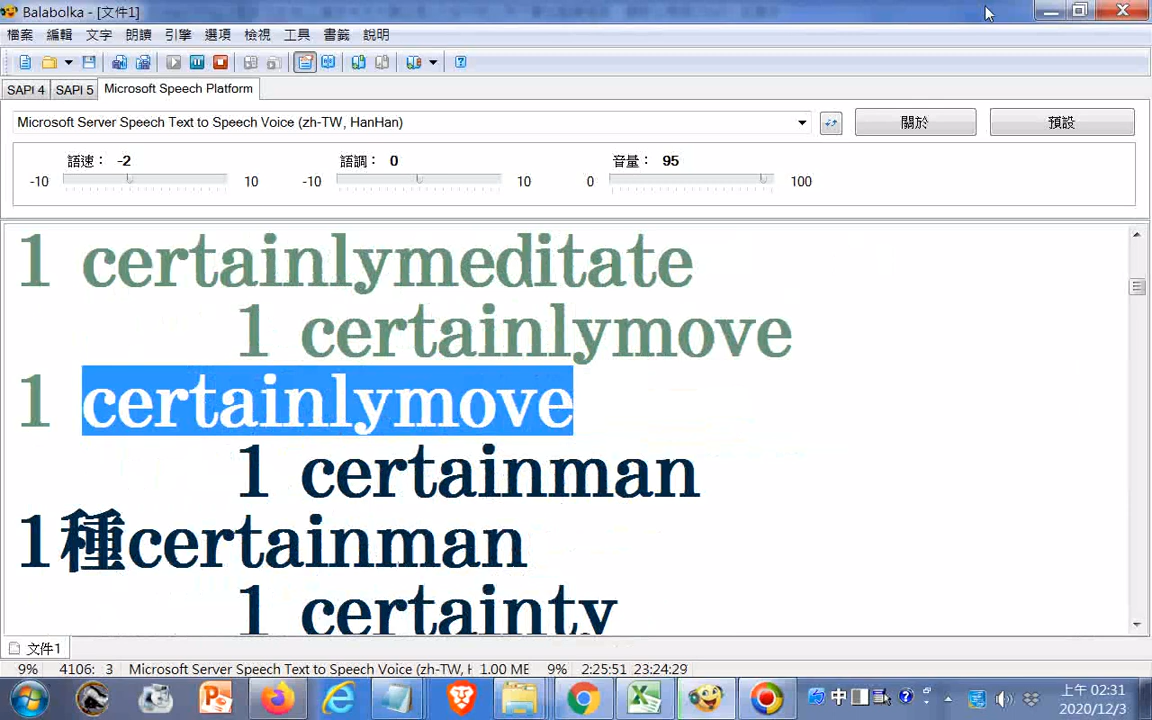 Balabolka - [文件1]
檔案 編輯 文字 朗讀 引擎 選項 檢視 工具 書籤 說明
SAPI 4 SAPI 5 Microsoft Speech Platform
Microsoft Server Speech Text to Speech Voice (zh-TW, HanHan) 關於 預設
語速： -2 語調： 0 音量： 95
-10 10 -10 10 0 100
1 certainlymeditate
1 certainlymove
1 certainlymove
1 certainman
1種certainman
1 certainty
文件1
9% 4106: 3 Microsoft Server Speech Text to Speech Voice (zh-TW, H 1.00 ME 9% 2:25:51 23:24:29
中 上午 02:31
2020/12/3